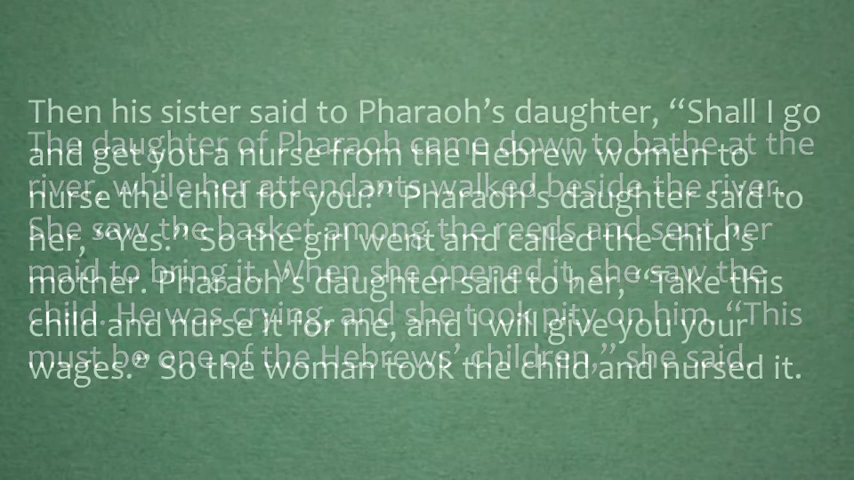 The daughter of Pharaoh came down to bathe at the
river, while her attendants walked beside the river.
She saw the basket among the reeds and sent her
maid to bring it. When she opened it, she saw the
child. He was crying, and she took pity on him. “This
must be one of the Hebrews’ children,” she said.
Then his sister said to Pharaoh’s daughter, “Shall I go
and get you a nurse from the Hebrew women to
nurse the child for you?” Pharaoh’s daughter said to
her, “Yes.” So the girl went and called the child’s
mother. Pharaoh’s daughter said to her, “Take this
child and nurse it for me, and I will give you your
wages.” So the woman took the child and nursed it.